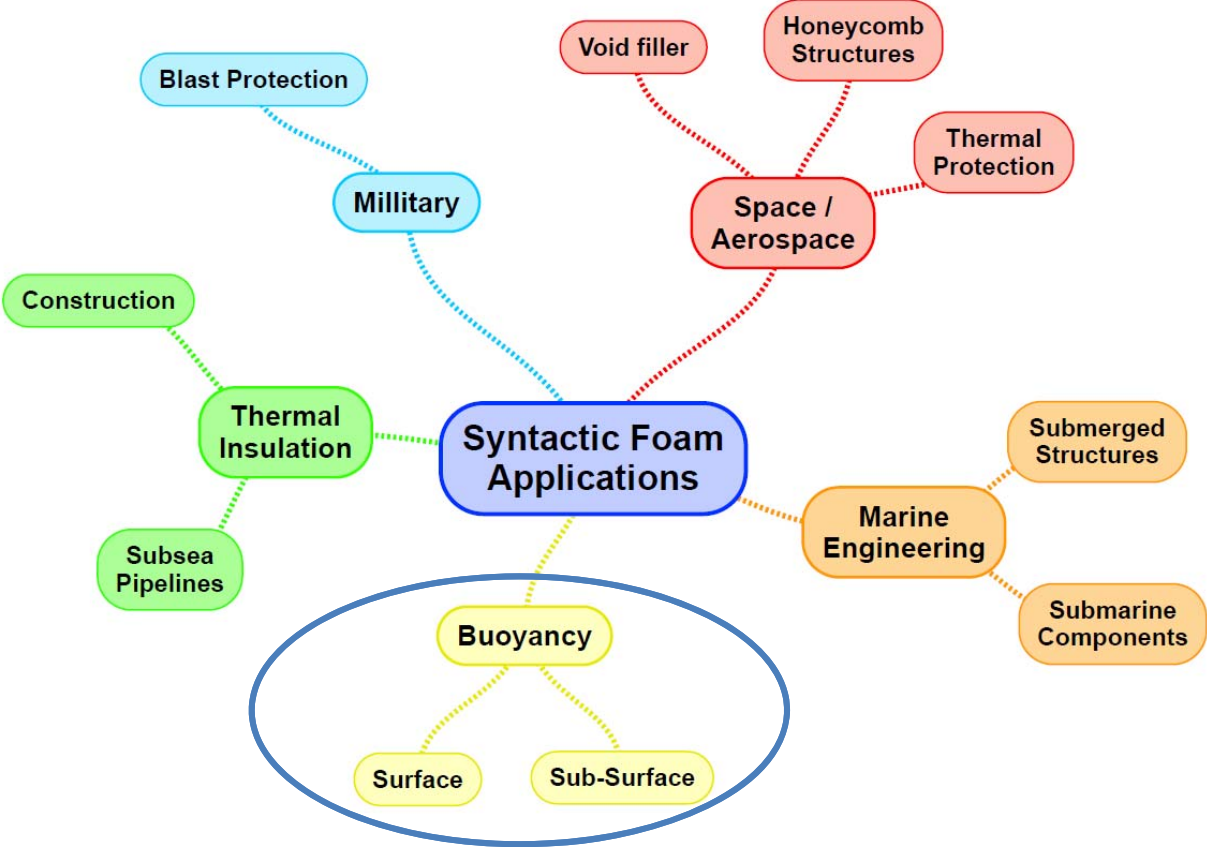 Void filler
Honeycomb
Structures
Blast Protection
Thermal
Protection
Millitary
Space /
Aerospace
Construction
Thermal
Insulation
Syntactic Foam
Applications
Submerged
Structures
Marine
Engineering
Subsea
Pipelines
Submarine
Components
Buoyancy
Surface
Sub-Surface